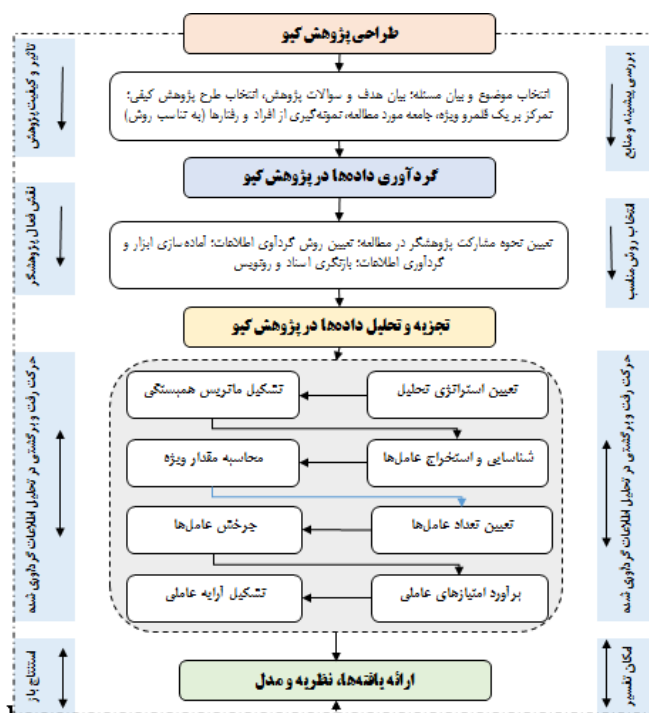 طراحی پژوهش کیو
بررسی پیشینه و منابع
تاثیر و کیفیت پژوهش
انتخاب موضوع و بیان مسئله؛ بیان هدف و سوالات پژوهش، انتخاب طرح پژوهش کیفی؛
تمرکز بر یک قلمرو ویژه، جامعه مورد مطالعه، نمونه‌گیری از افراد و رفتارها (به تناسب روش)
گردآوری داده‌ها در پژوهش کیو
انتخاب روش مناسب
نقش فعال پژوهشگر
تعیین نحوه مشارکت پژوهشگر در مطالعه؛ تعیین روش گردآوی اطلاعات؛ آماده‌سازی ابزار و
گردآوری اطلاعات؛ بازنگری اسناد و رونویس
تجزیه و تحلیل داده‌ها در پژوهش کیو
حرکت رفت و برگشتی در تحلیل اطلاعات گردآوری شده
حرکت رفت و برگشتی در تحلیل اطلاعات گردآوری شده
تعیین استراتژی تحلیل
تشکیل ماتریس همبستگی
شناسایی و استخراج عامل‌ها
محاسبه مقدار ویژه
تعیین تعداد عامل‌ها
چرخش عامل‌ها
برآورد امتیازهای عاملی
تشکیل آرایه عاملی
ارائه یافته‌ها، نظریه و مدل
امکان تفسیر
استنتاج باز